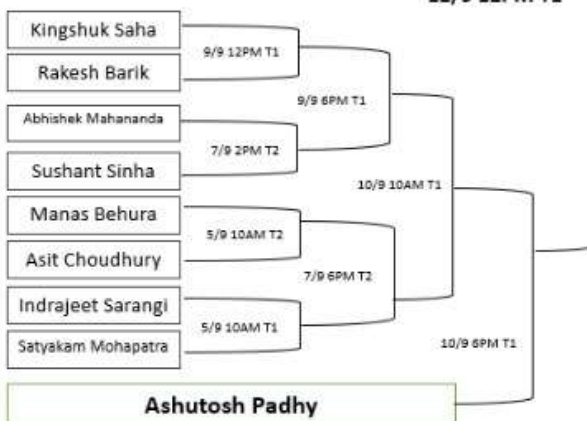 Kingshuk Saha
9/9 12PM T1
Rakesh Barik
9/9 6PM T1
Abhishek Mahananda
7/9 2PM T2
Sushant Sinha
10/9 10AM T1
Manas Behura
5/9 10AM T2
Asit Choudhury
7/9 6PM T2
Indrajeet Sarangi
5/9 10AM T1
Satyakam Mohapatra
10/9 6PM T1
Ashutosh Padhy